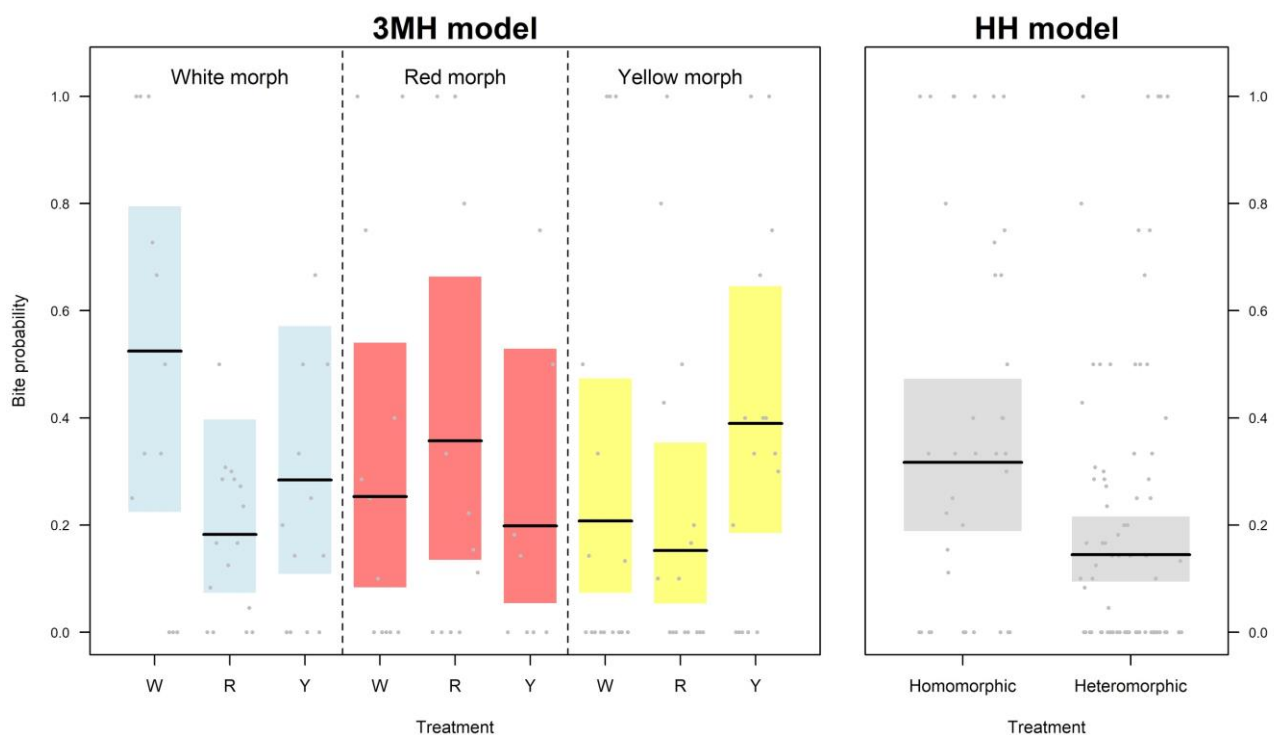 3MH model
HH model
White morph
Red morph
Yellow morph
1.0
0.8
0.6
0.4
0.2
0.0
Bite probability
W
R
Y
W
R
Y
W
R
Y
Treatment
1.0
0.8
0.6
0.4
0.2
0.0
Homomorphic
Heteromorphic
Treatment